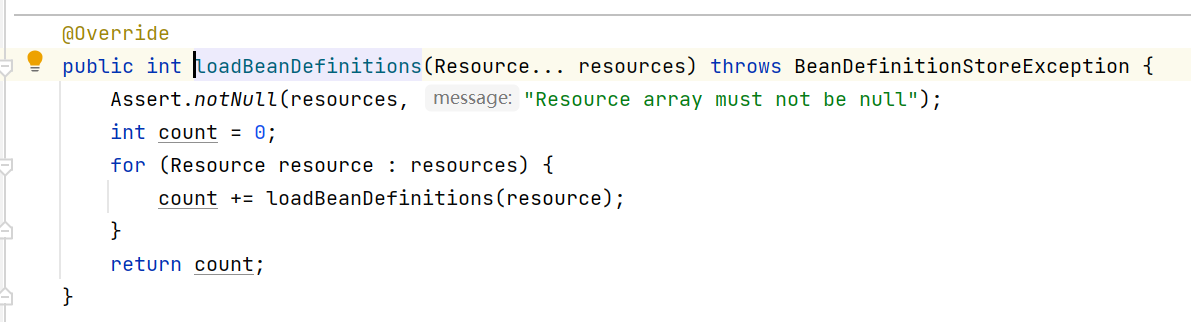 @Override
public int loadBeanDefinitions(Resource... resources) throws BeanDefinitionStoreException {
Assert.notNull(resources, message: "Resource array must not be null");
int count = 0;
for (Resource resource : resources) {
count += loadBeanDefinitions(resource);
}
return count;
}